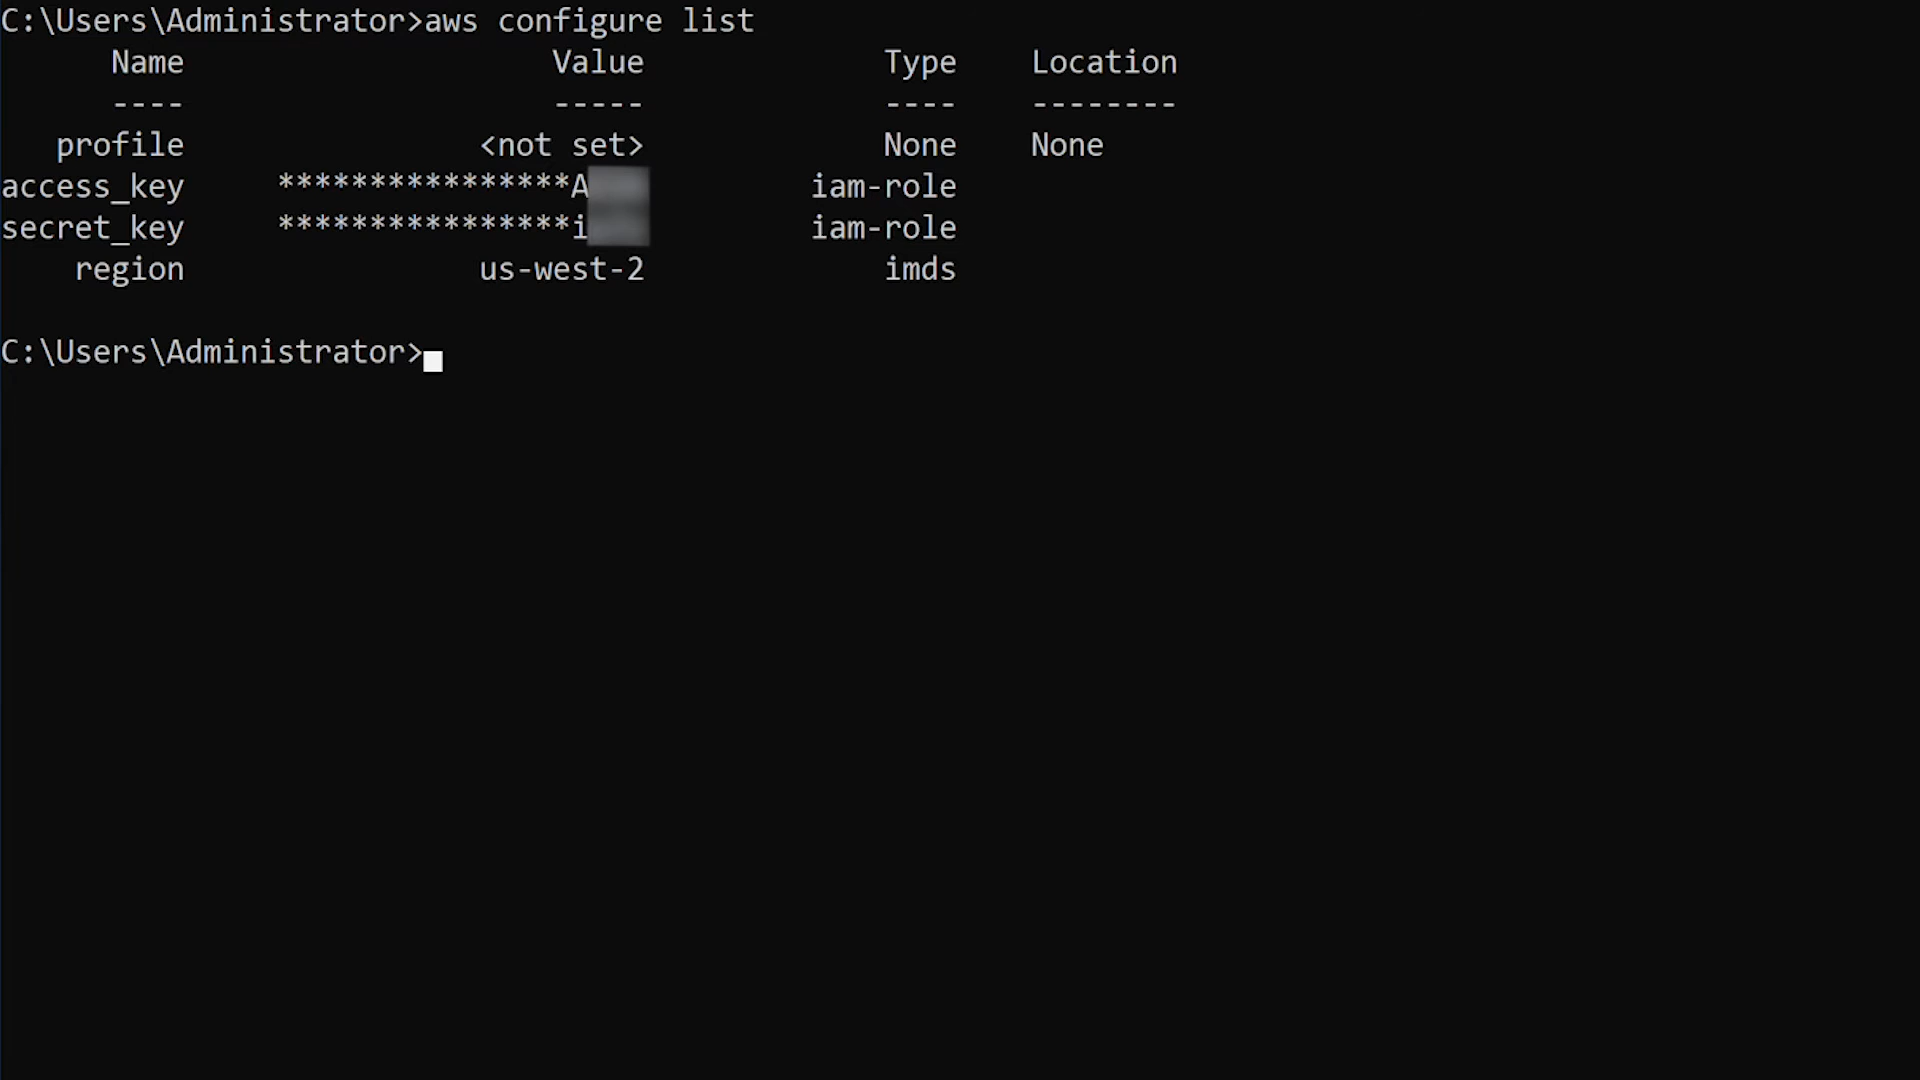 C:\Users\Administrator>aws configure list
      Name                    Value             Type    Location
      ----                    -----             ----    --------
   profile                <not set>             None    None
access_key     ****************A         iam-role
secret_key     ****************i         iam-role
    region                us-west-2             imds
C:\Users\Administrator>